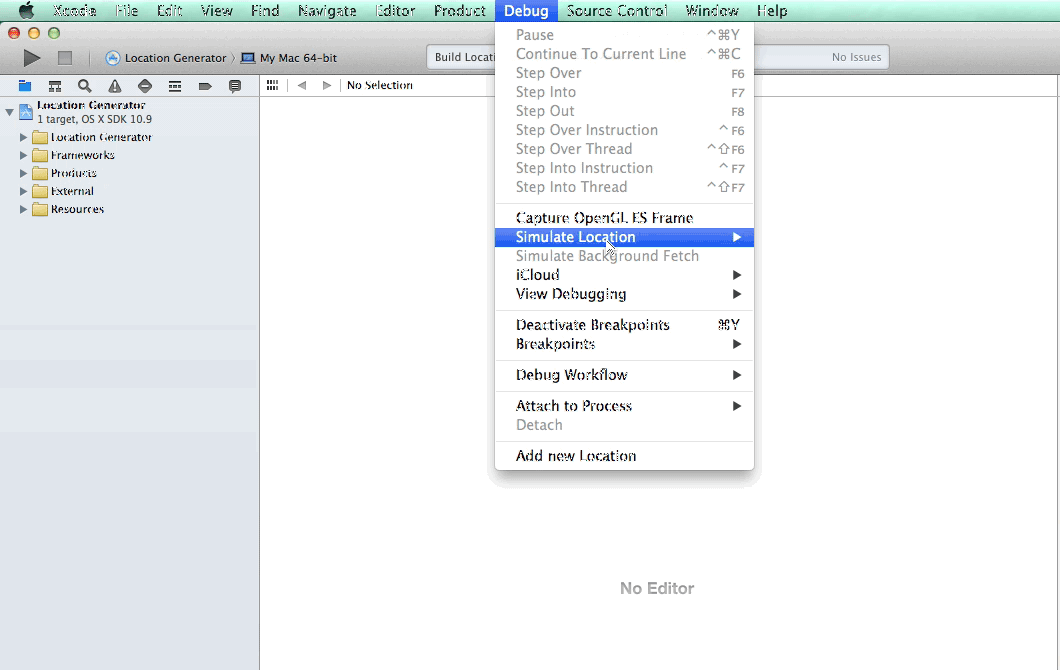 Xcode File Edit View Find Navigate Editor Product Debug Source Control Window Help
Location Generator My Mac 64-bit
Build Locati
No Issues
No Selection
Location Generator
1 target, OS X SDK 10.9
Location Generator
Frameworks
Products
External
Resources
Pause ^⌘Y
Continue To Current Line ^⌘C
Step Over F6
Step Into F7
Step Out F8
Step Over Instruction ^F6
Step Over Thread ^⇧F6
Step Into Instruction ^F7
Step Into Thread ^⇧F7
Capture OpenGL ES Frame
Simulate Location
Simulate Background Fetch
iCloud
View Debugging
Deactivate Breakpoints ⌘Y
Breakpoints
Debug Workflow
Attach to Process
Detach
Add new Location
No Editor